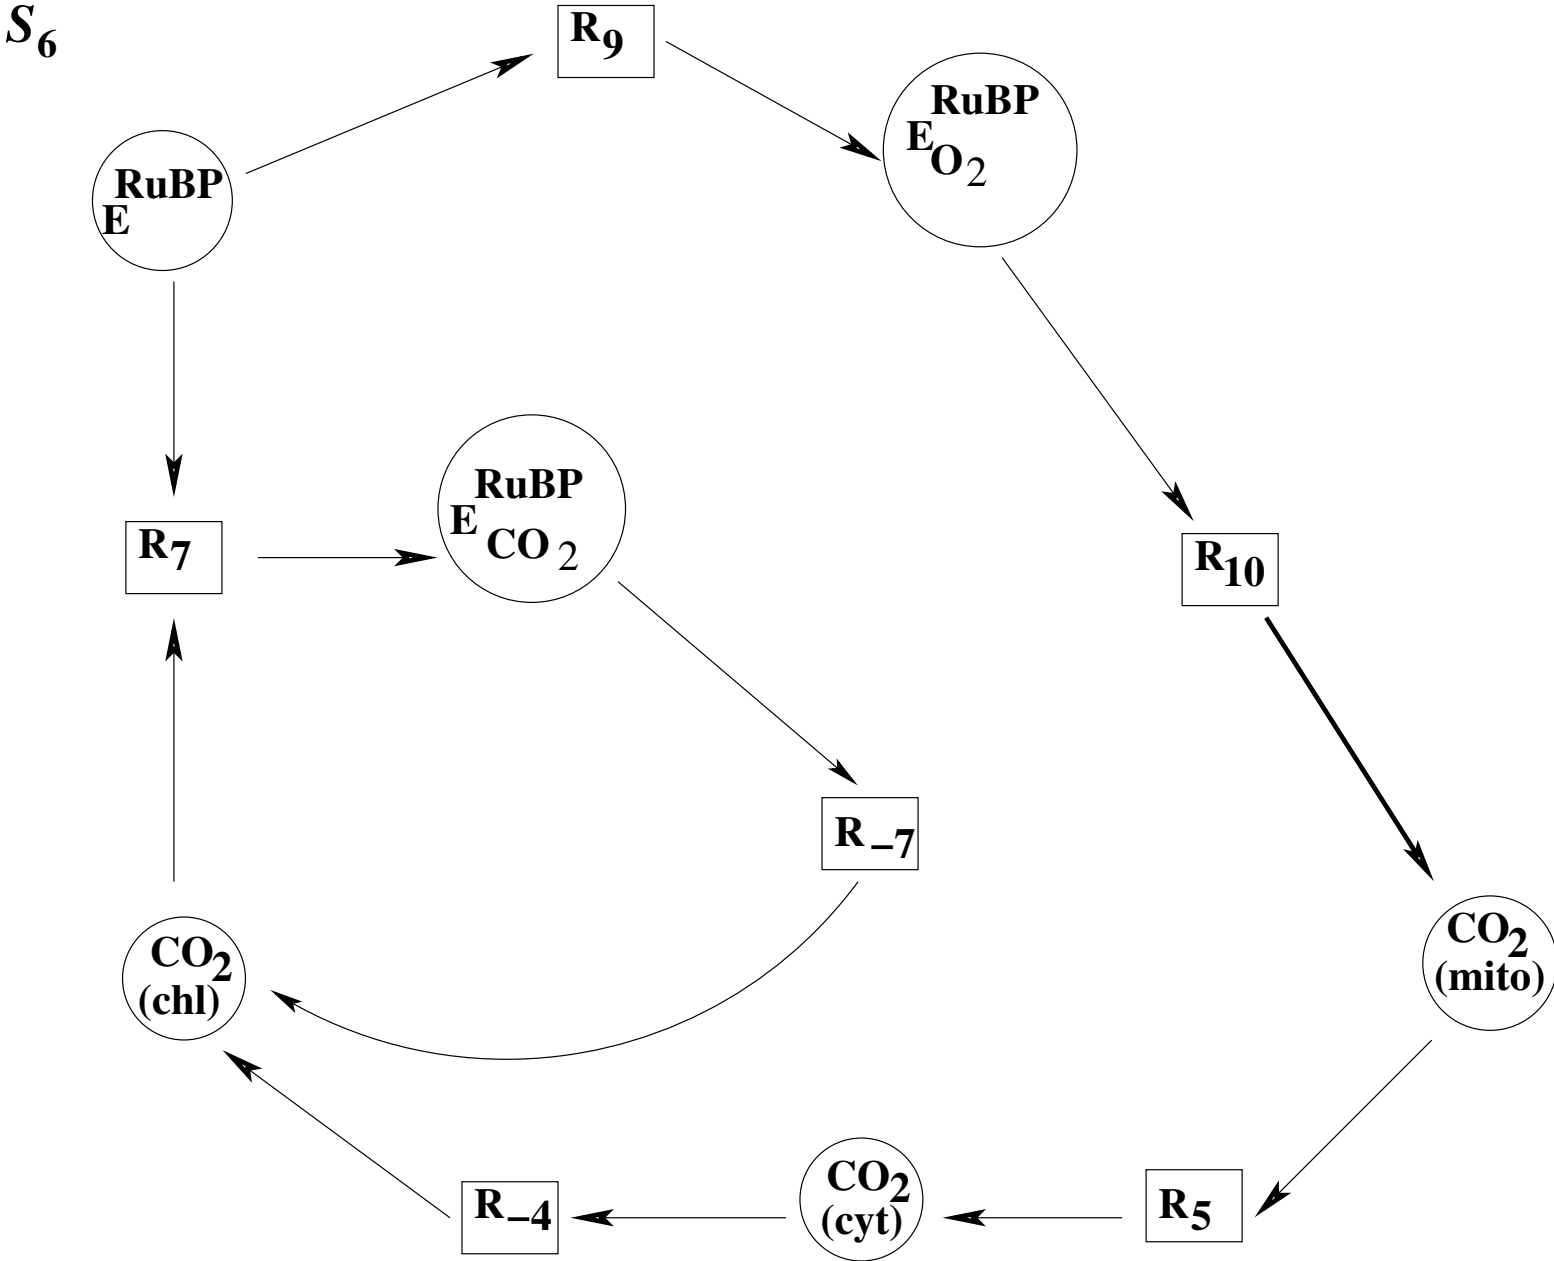 S6
R9
RuBP
E O2
RuBP
E
RuBP
E CO2
R7
R10
R−7
CO2
(chl)
CO2
(mito)
R−4
CO2
(cyt)
R5